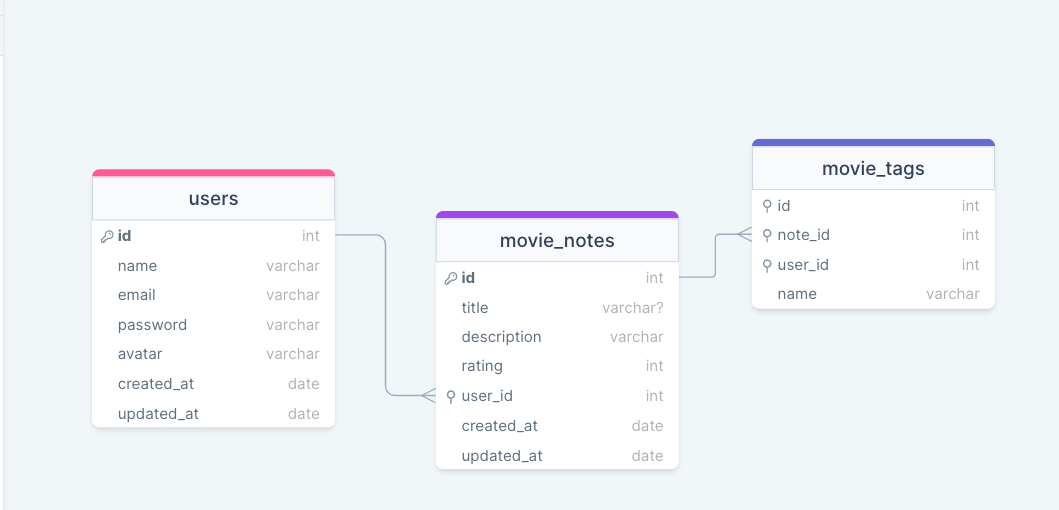 users
id int
name varchar
email varchar
password varchar
avatar varchar
created_at date
updated_at date
movie_notes
id int
title varchar?
description varchar
rating int
user_id int
created_at date
updated_at date
movie_tags
id int
note_id int
user_id int
name varchar